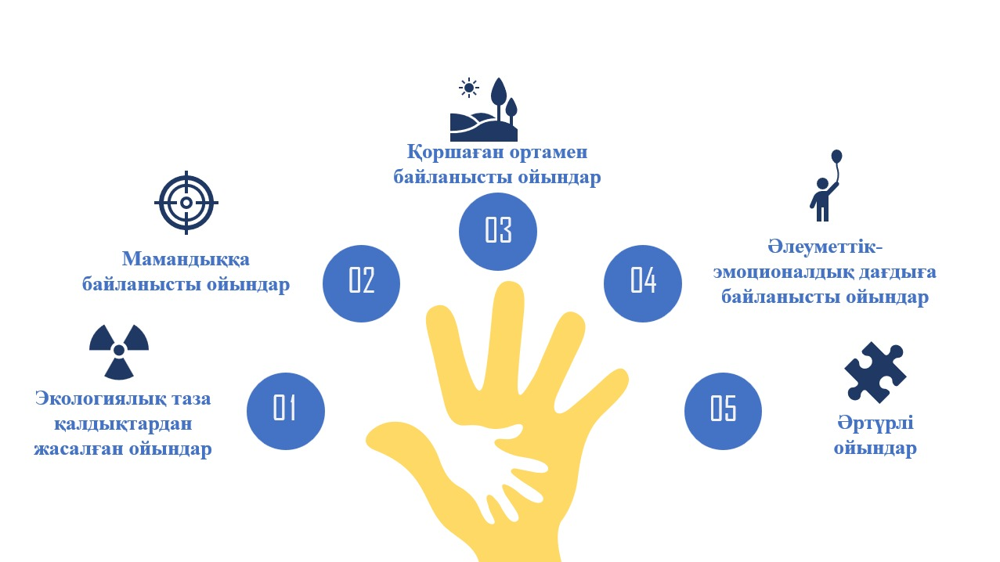 Экологиялық таза
қалдықтардан
жасалған ойындар
01
Мамандыққа
байланысты ойындар
02
Қоршаған ортамен
байланысты ойындар
03
04
Әлеуметтік-
эмоционалдық дағдыға
байланысты ойындар
05
Әртүрлі
ойындар